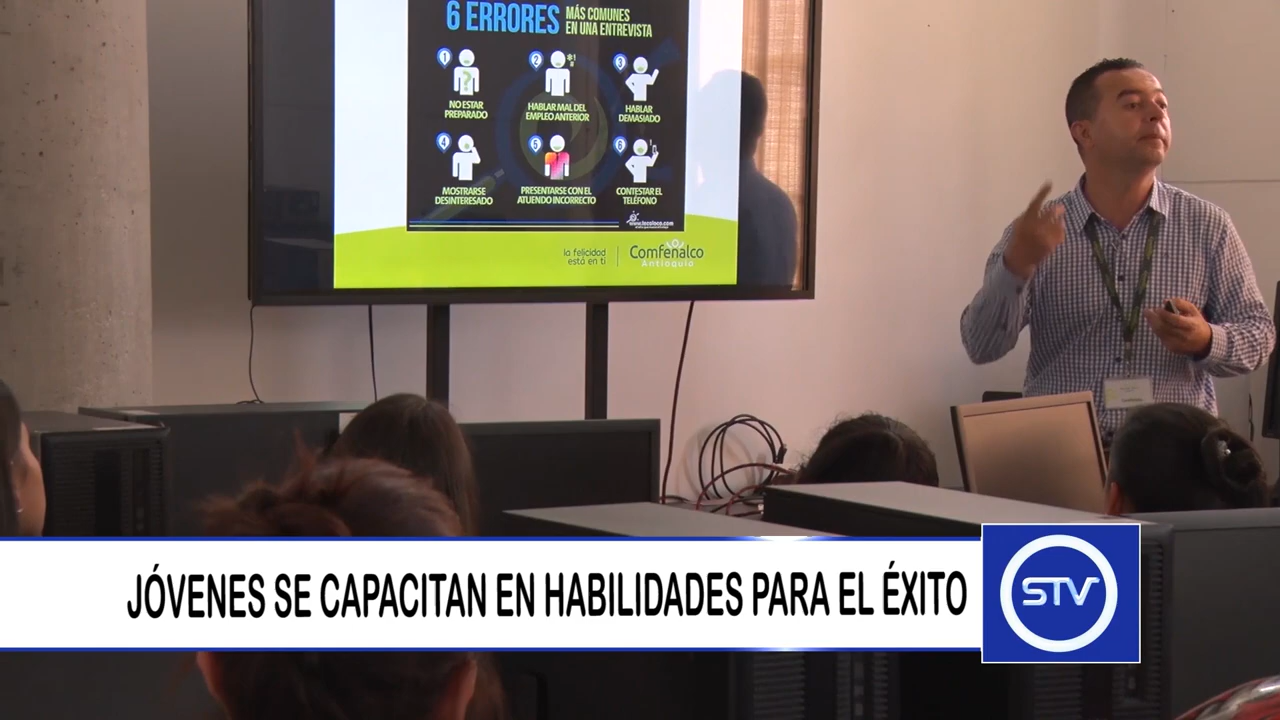 6 ERRORES MÁS COMUNES
EN UNA ENTREVISTA
1 2 3
NO ESTAR
PREPARADO
HABLAR MAL DEL
EMPLEO ANTERIOR
HABLAR
DEMASIADO
4 5 6
MOSTRARSE
DESINTERESADO
PRESENTARSE CON EL
ATUENDO INCORRECTO
CONTESTAR EL
TELÉFONO
la felicidad
está en ti
Comfenalco
Antioquia
JÓVENES SE CAPACITAN EN HABILIDADES PARA EL ÉXITO
STV